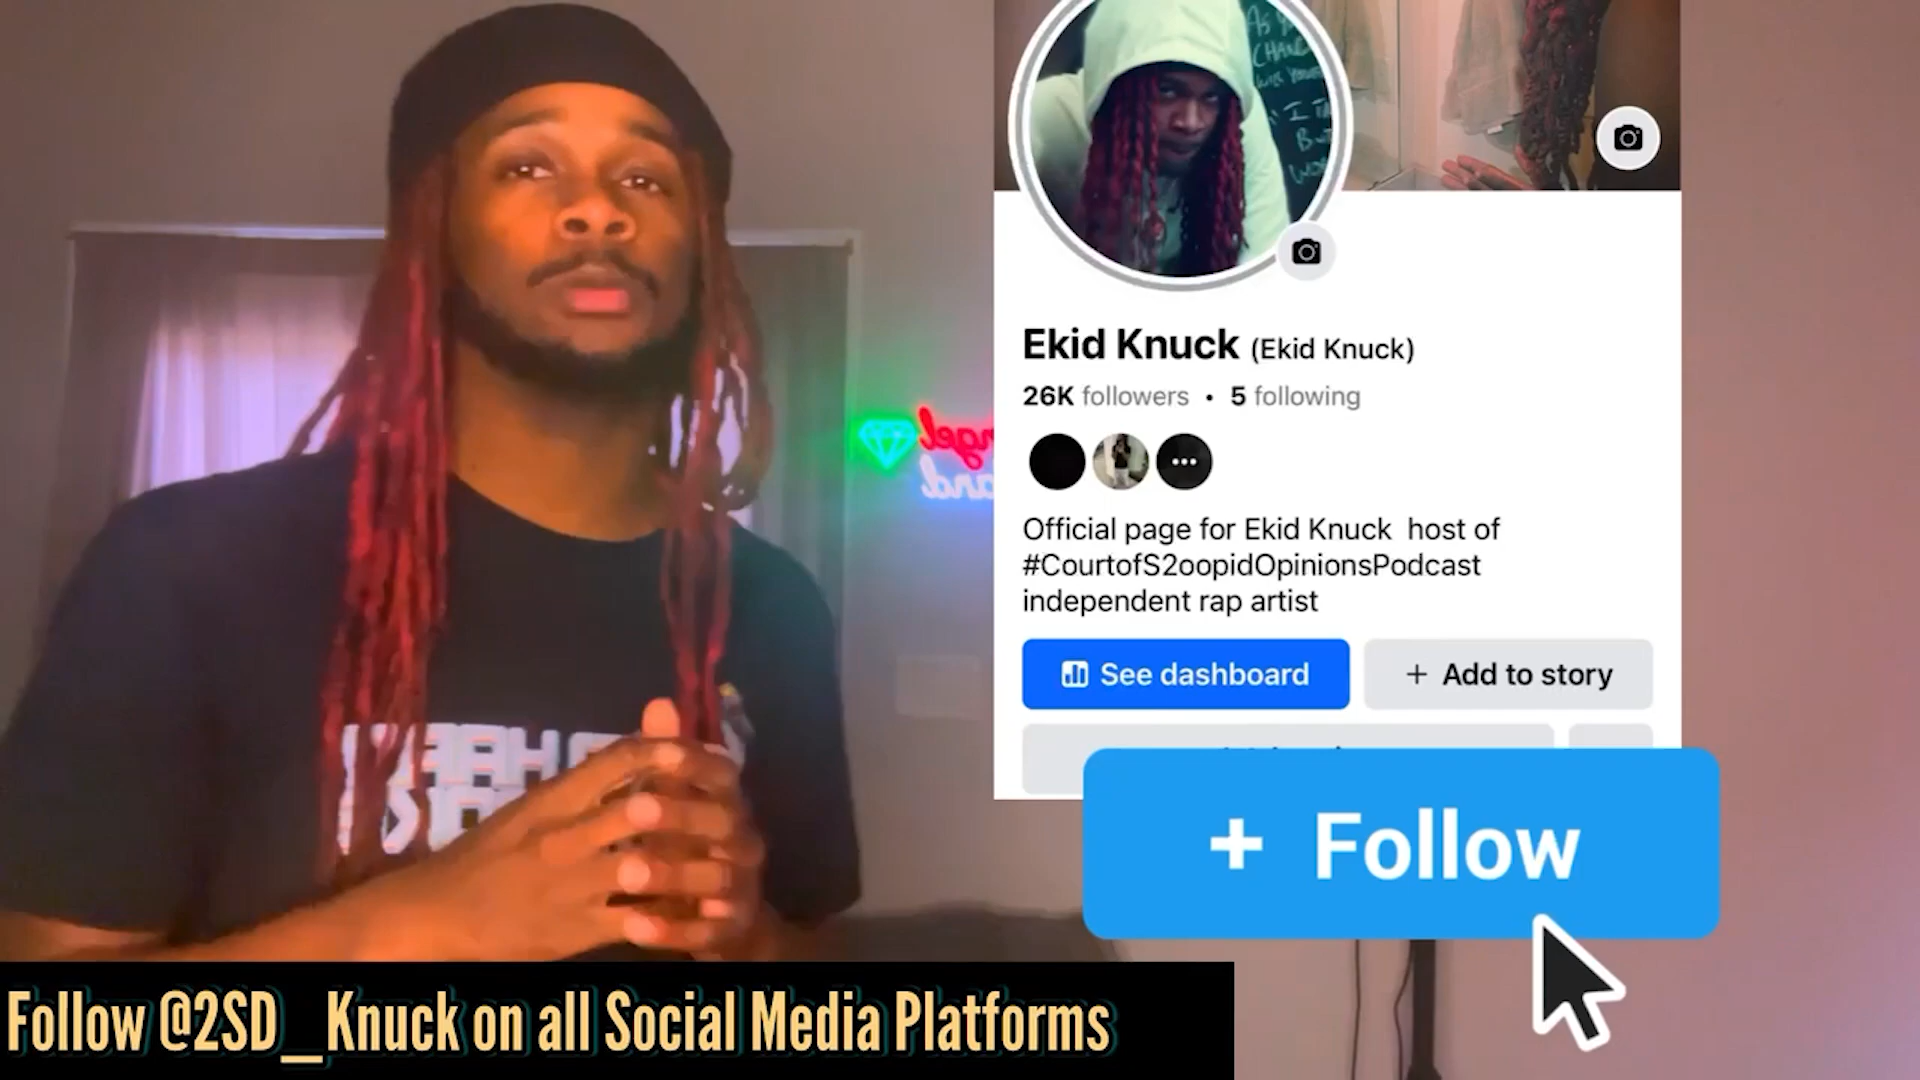 Ekid Knuck (Ekid Knuck)
26K followers • 5 following
Official page for Ekid Knuck host of
#CourtofS2oopidOpinionsPodcast
independent rap artist
See dashboard
+ Add to story
+ Follow
Follow @2SD_Knuck on all Social Media Platforms